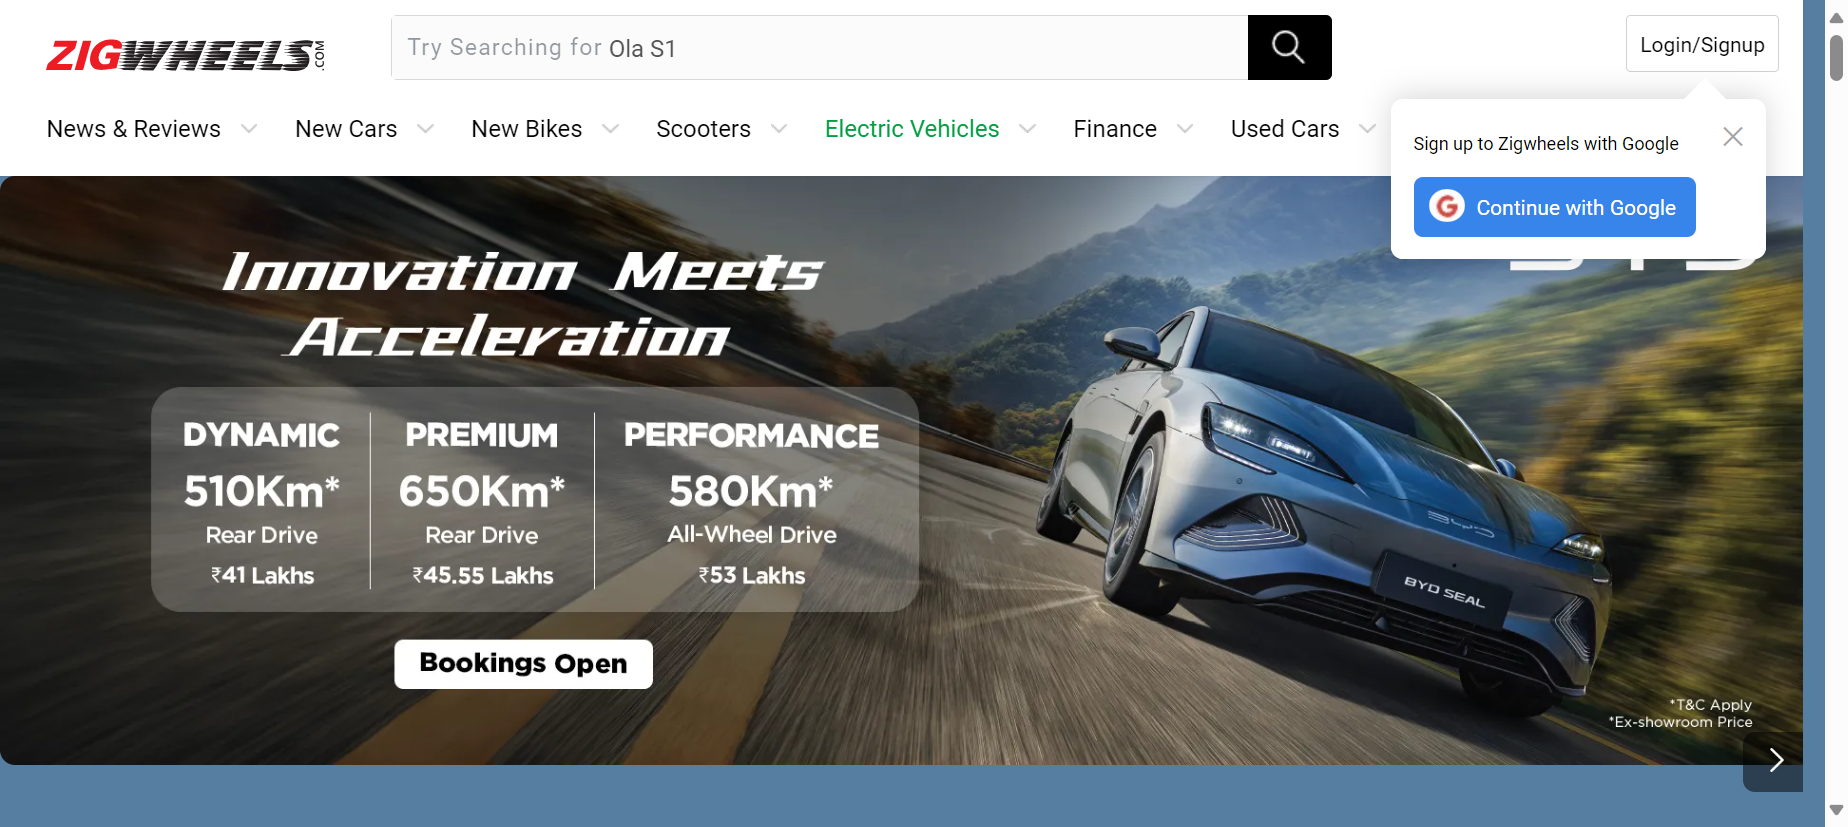 ZIGWHEELS.COM
Try Searching for Ola S1
Login/Signup
News & Reviews
New Cars
New Bikes
Scooters
Electric Vehicles
Finance
Used Cars
Sign up to Zigwheels with Google
G Continue with Google
Innovation Meets
Acceleration
DYNAMIC
510Km*
Rear Drive
₹41 Lakhs
PREMIUM
650Km*
Rear Drive
₹45.55 Lakhs
PERFORMANCE
580Km*
All-Wheel Drive
₹53 Lakhs
Bookings Open
BYD
BYD SEAL
*T&C Apply
*Ex-showroom Price